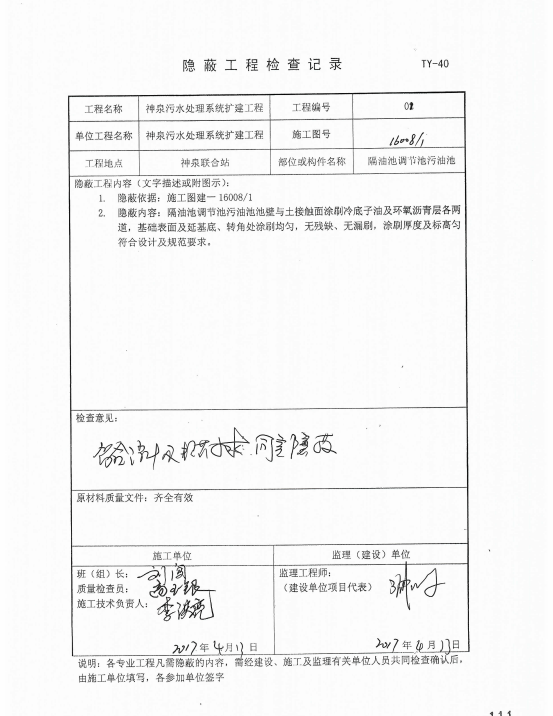 隐蔽工程检查记录 TY-40
工程名称 神泉污水处理系统扩建工程 工程编号 02
单位工程名称 神泉污水处理系统扩建工程 施工图号 16008/1
工程地点 神泉联合站 部位或构件名称 隔油池调节池污油池
隐蔽工程内容（文字描述或附图示）：
1. 隐蔽依据：施工图建－16008/1
2. 隐蔽内容：隔油池调节池污油池池壁与土接触面涂刷冷底子油及环氧沥青层各两
道，基础表面及延基底、转角处涂刷均匀，无残缺、无漏刷，涂刷厚度及标高匀
符合设计及规范要求。
检查意见：
符合设计及规范要求.同意隐蔽
原材料质量文件：齐全有效
施工单位 监理（建设）单位
班（组）长：
质量检查员：
施工技术负责人：
监理工程师：
（建设单位项目代表）
2017年4月13日 2017年4月13日
说明：各专业工程凡需隐蔽的内容，需经建设、施工及监理有关单位人员共同检查确认后，
由施工单位填写，各参加单位签字
111